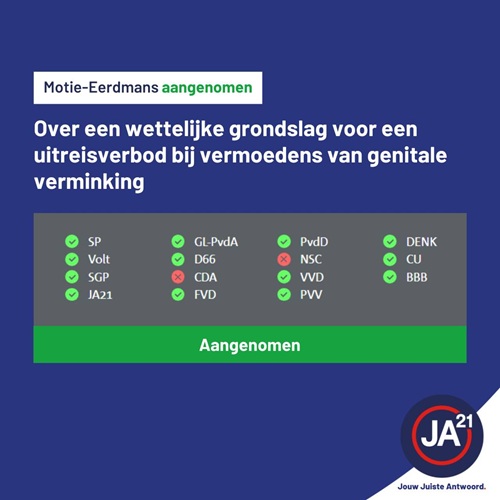 Motie-Eerdmans aangenomen
Over een wettelijke grondslag voor een
uitreisverbod bij vermoedens van genitale
verminking
SP GL-PvdA PvdD DENK
Volt D66 NSC CU
SGP CDA VVD BBB
JA21 FVD PVV
Aangenomen
JA21
Jouw Juiste Antwoord.